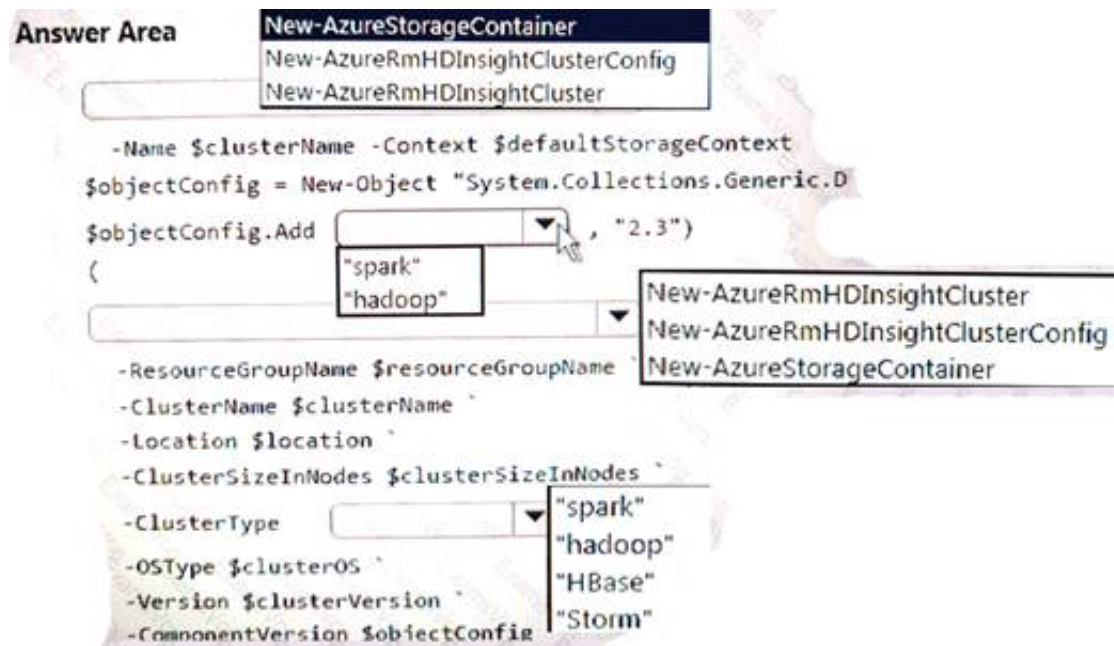 Answer Area
New-AzureStorageContainer
New-AzureRmHDInsightClusterConfig
New-AzureRmHDInsightCluster
-Name $clusterName -Context $defaultStorageContext
$objectConfig = New-Object "System.Collections.Generic.D
$objectConfig.Add , "2.3")
"spark"
"hadoop"
(
New-AzureRmHDInsightCluster
New-AzureRmHDInsightClusterConfig
New-AzureStorageContainer
-ResourceGroupName $resourceGroupName `
-ClusterName $clusterName `
-Location $location `
-ClusterSizeInNodes $clusterSizeInNodes `
-ClusterType
"spark"
"hadoop"
"HBase"
"Storm"
-OSType $clusterOS `
-Version $clusterVersion `
-ComponentVersion $objectConfig